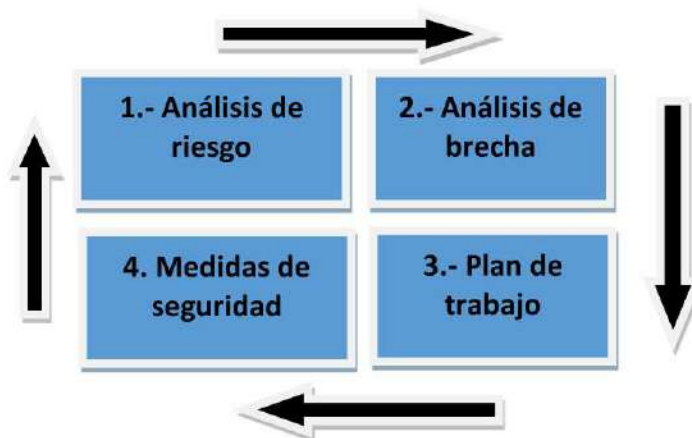 1.- Análisis de
riesgo
2.- Análisis de
brecha
4. Medidas de
seguridad
3.- Plan de
trabajo